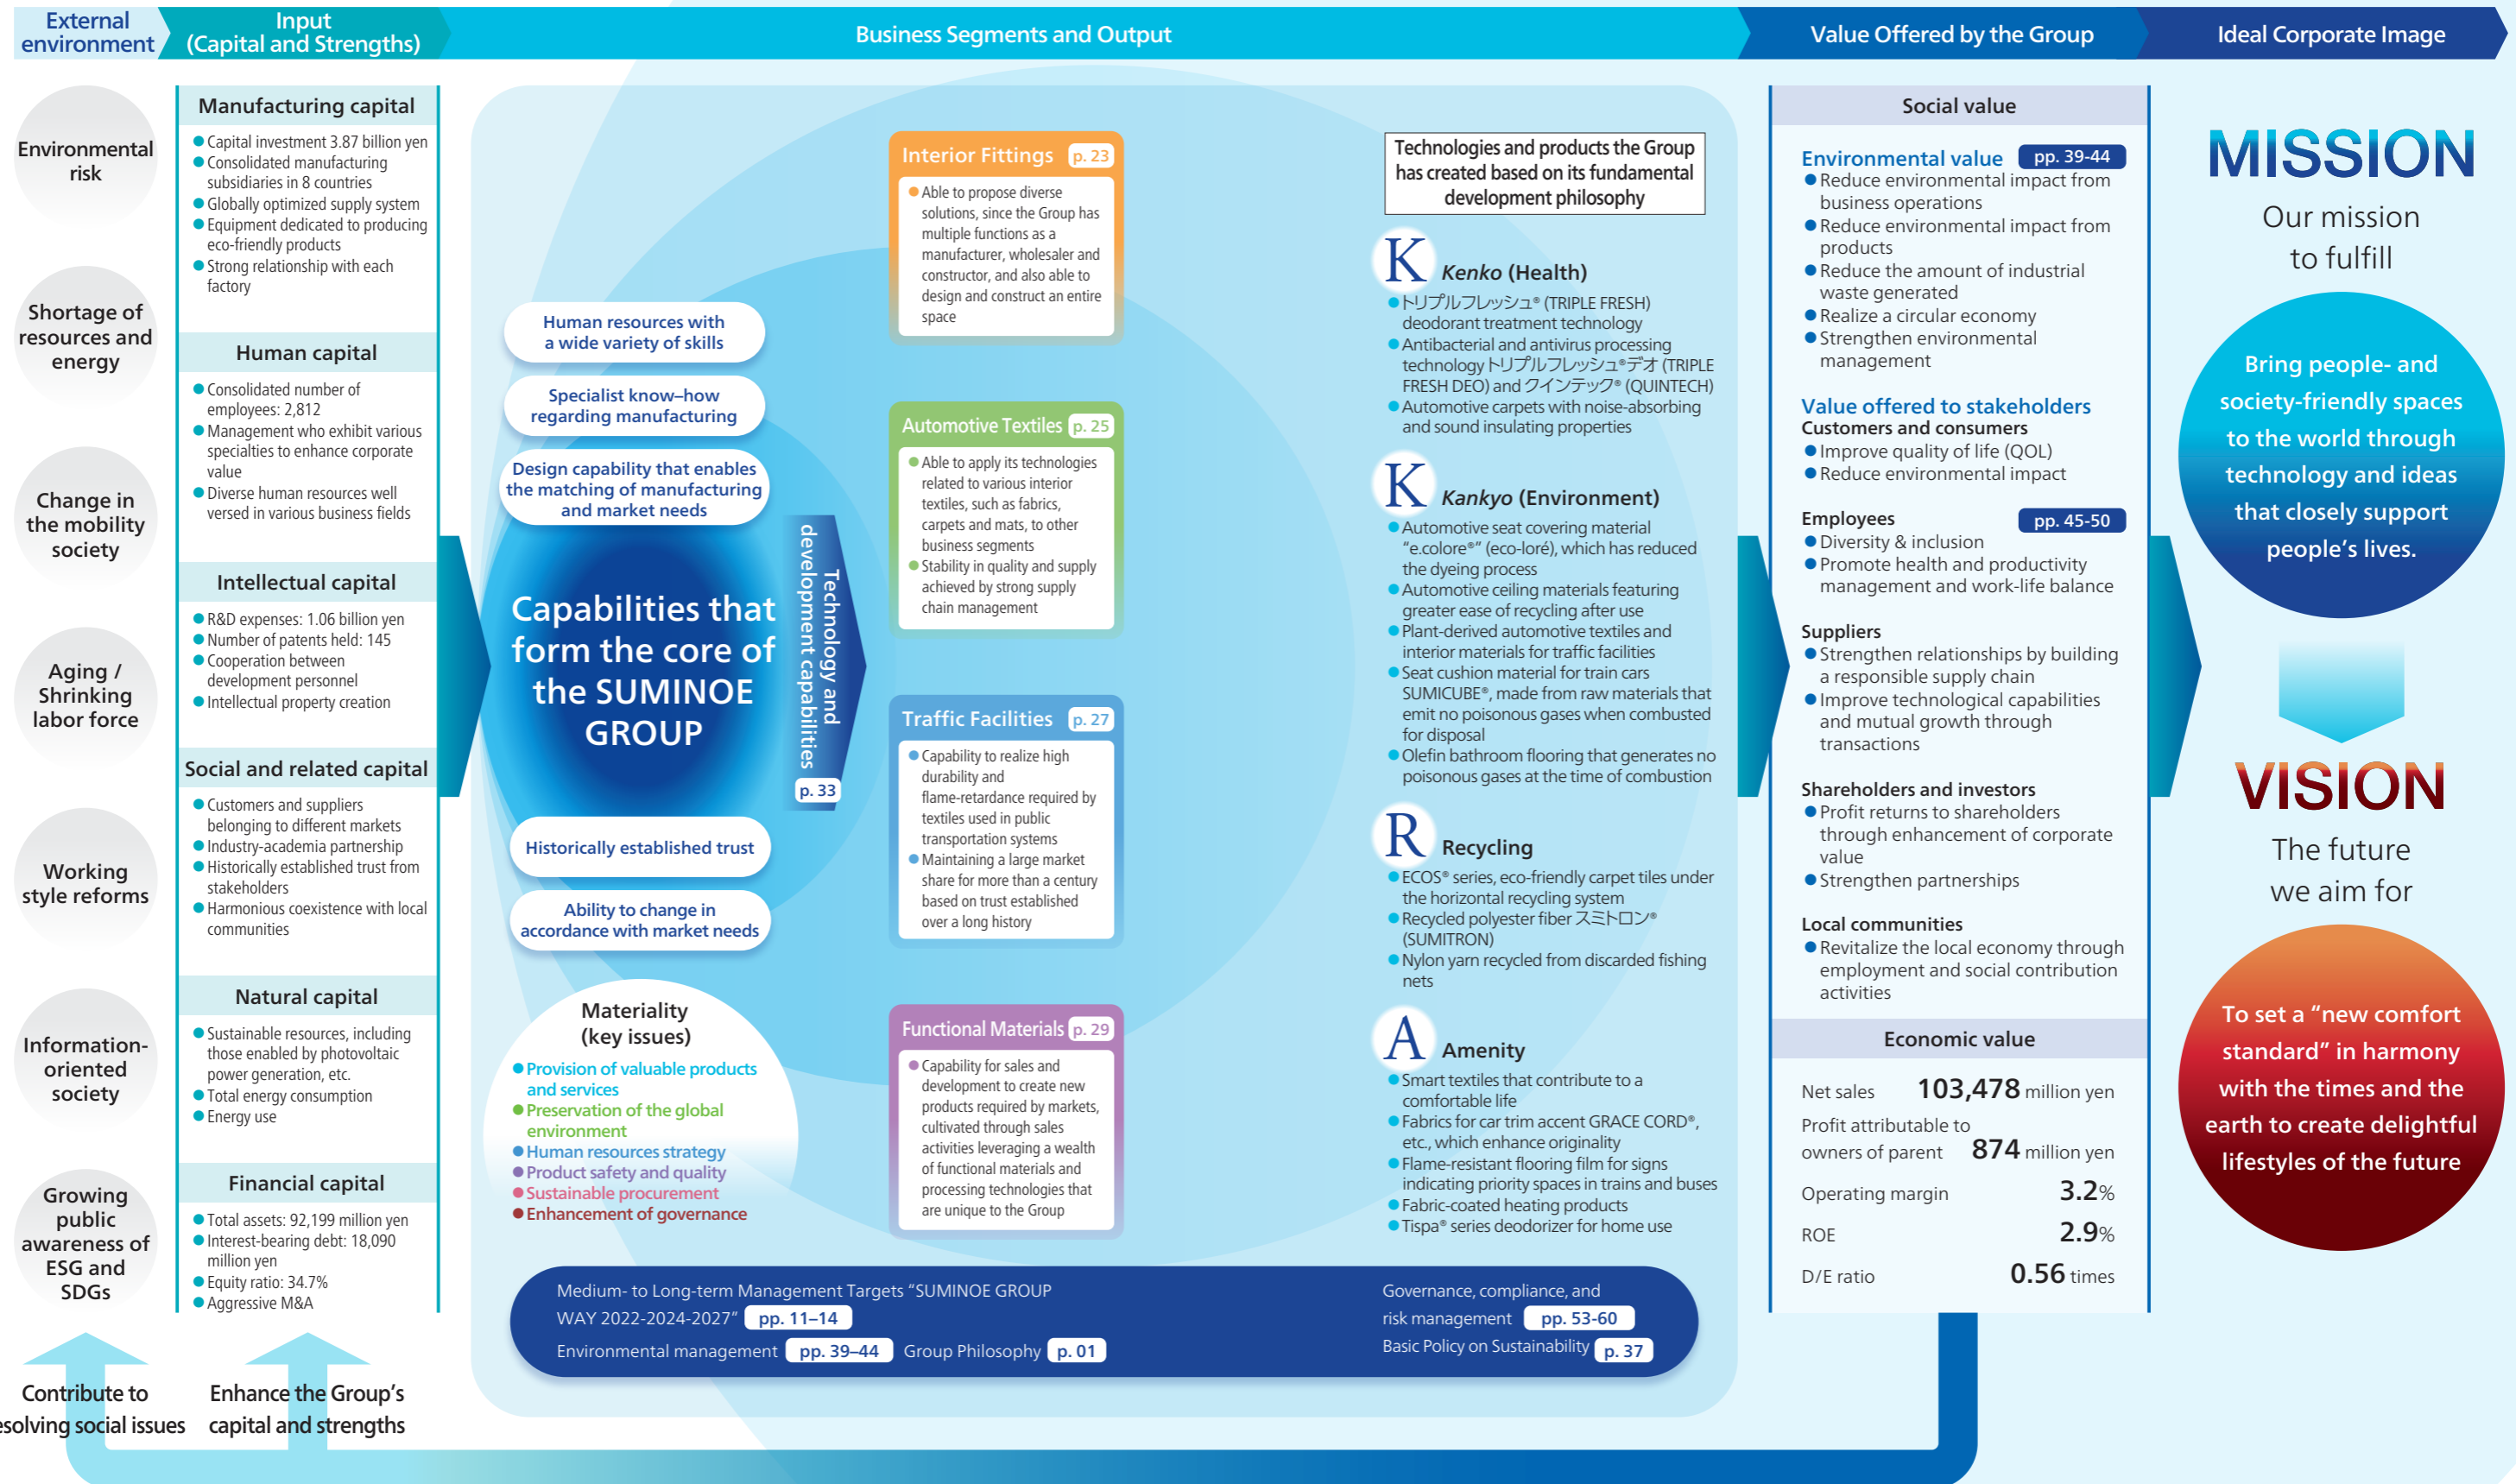 External
environment
Input
(Capital and Strengths)
Business Segments and Output
Value Offered by the Group
Ideal Corporate Image
Environmental
risk
Shortage of
resources and
energy
Change in
the mobility
society
Aging /
Shrinking
labor force
Working
style reforms
Information-
oriented
society
Growing
public
awareness of
ESG and
SDGs
Manufacturing capital
● Capital investment 3.87 billion yen
● Consolidated manufacturing
subsidiaries in 8 countries
● Globally optimized supply system
● Equipment dedicated to producing
eco-friendly products
● Strong relationship with each
factory
Human capital
● Consolidated number of
employees: 2,812
● Management who exhibit various
specialties to enhance corporate
value
● Diverse human resources well
versed in various business fields
Intellectual capital
● R&D expenses: 1.06 billion yen
● Number of patents held: 145
● Cooperation between
development personnel
● Intellectual property creation
Social and related capital
● Customers and suppliers
belonging to different markets
● Industry-academia partnership
● Historically established trust from
stakeholders
● Harmonious coexistence with local
communities
Natural capital
● Sustainable resources, including
those enabled by photovoltaic
power generation, etc.
● Total energy consumption
● Energy use
Financial capital
● Total assets: 92,199 million yen
● Interest-bearing debt: 18,090
million yen
● Equity ratio: 34.7%
● Aggressive M&A
Human resources with
a wide variety of skills
Specialist know–how
regarding manufacturing
Design capability that enables
the matching of manufacturing
and market needs
Capabilities that
form the core of
the SUMINOE
GROUP
Technology and
development capabilities
p. 33
Historically established trust
Ability to change in
accordance with market needs
Materiality
(key issues)
● Provision of valuable products
and services
● Preservation of the global
environment
● Human resources strategy
● Product safety and quality
● Sustainable procurement
● Enhancement of governance
Interior Fittings p. 23
● Able to propose diverse
solutions, since the Group has
multiple functions as a
manufacturer, wholesaler and
constructor, and also able to
design and construct an entire
space
Automotive Textiles p. 25
● Able to apply its technologies
related to various interior
textiles, such as fabrics,
carpets and mats, to other
business segments
● Stability in quality and supply
achieved by strong supply
chain management
Traffic Facilities p. 27
● Capability to realize high
durability and
flame-retardance required by
textiles used in public
transportation systems
● Maintaining a large market
share for more than a century
based on trust established
over a long history
Functional Materials p. 29
● Capability for sales and
development to create new
products required by markets,
cultivated through sales
activities leveraging a wealth
of functional materials and
processing technologies that
are unique to the Group
Technologies and products the Group
has created based on its fundamental
development philosophy
K Kenko (Health)
● トリプルフレッシュ® (TRIPLE FRESH)
deodorant treatment technology
● Antibacterial and antivirus processing
technology トリプルフレッシュ®デオ (TRIPLE
FRESH DEO) and クインテック® (QUINTECH)
● Automotive carpets with noise-absorbing
and sound insulating properties
K Kankyo (Environment)
● Automotive seat covering material
“e.colore®” (eco-loré), which has reduced
the dyeing process
● Automotive ceiling materials featuring
greater ease of recycling after use
● Plant-derived automotive textiles and
interior materials for traffic facilities
● Seat cushion material for train cars
SUMICUBE®, made from raw materials that
emit no poisonous gases when combusted
for disposal
● Olefin bathroom flooring that generates no
poisonous gases at the time of combustion
R Recycling
● ECOS® series, eco-friendly carpet tiles under
the horizontal recycling system
● Recycled polyester fiber スミトロン®
(SUMITRON)
● Nylon yarn recycled from discarded fishing
nets
A Amenity
● Smart textiles that contribute to a
comfortable life
● Fabrics for car trim accent GRACE CORD®,
etc., which enhance originality
● Flame-resistant flooring film for signs
indicating priority spaces in trains and buses
● Fabric-coated heating products
● Tispa® series deodorizer for home use
Medium- to Long-term Management Targets “SUMINOE GROUP
WAY 2022-2024-2027” pp. 11–14
Environmental management pp. 39–44 Group Philosophy p. 01
Governance, compliance, and
risk management pp. 53-60
Basic Policy on Sustainability p. 37
Social value
Environmental value pp. 39-44
● Reduce environmental impact from
business operations
● Reduce environmental impact from
products
● Reduce the amount of industrial
waste generated
● Realize a circular economy
● Strengthen environmental
management
Value offered to stakeholders
Customers and consumers
● Improve quality of life (QOL)
● Reduce environmental impact
Employees pp. 45-50
● Diversity & inclusion
● Promote health and productivity
management and work-life balance
Suppliers
● Strengthen relationships by building
a responsible supply chain
● Improve technological capabilities
and mutual growth through
transactions
Shareholders and investors
● Profit returns to shareholders
through enhancement of corporate
value
● Strengthen partnerships
Local communities
● Revitalize the local economy through
employment and social contribution
activities
Economic value
Net sales 103,478 million yen
Profit attributable to
owners of parent 874 million yen
Operating margin 3.2%
ROE 2.9%
D/E ratio 0.56 times
MISSION
Our mission
to fulfill
Bring people- and
society-friendly spaces
to the world through
technology and ideas
that closely support
people’s lives.
VISION
The future
we aim for
To set a “new comfort
standard” in harmony
with the times and the
earth to create delightful
lifestyles of the future
Contribute to
esolving social issues
Enhance the Group’s
capital and strengths